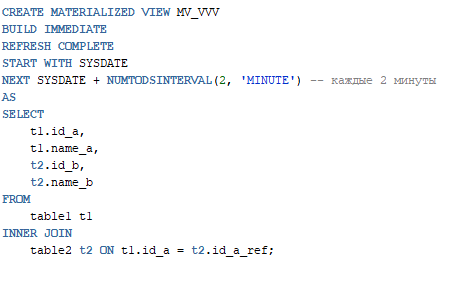 CREATE MATERIALIZED VIEW MV_VVV
BUILD IMMEDIATE
REFRESH COMPLETE
START WITH SYSDATE
NEXT SYSDATE + NUMTODSINTERVAL(2, 'MINUTE') -- каждые 2 минуты
AS
SELECT
    t1.id_a,
    t1.name_a,
    t2.id_b,
    t2.name_b
FROM
    table1 t1
INNER JOIN
    table2 t2 ON t1.id_a = t2.id_a_ref;